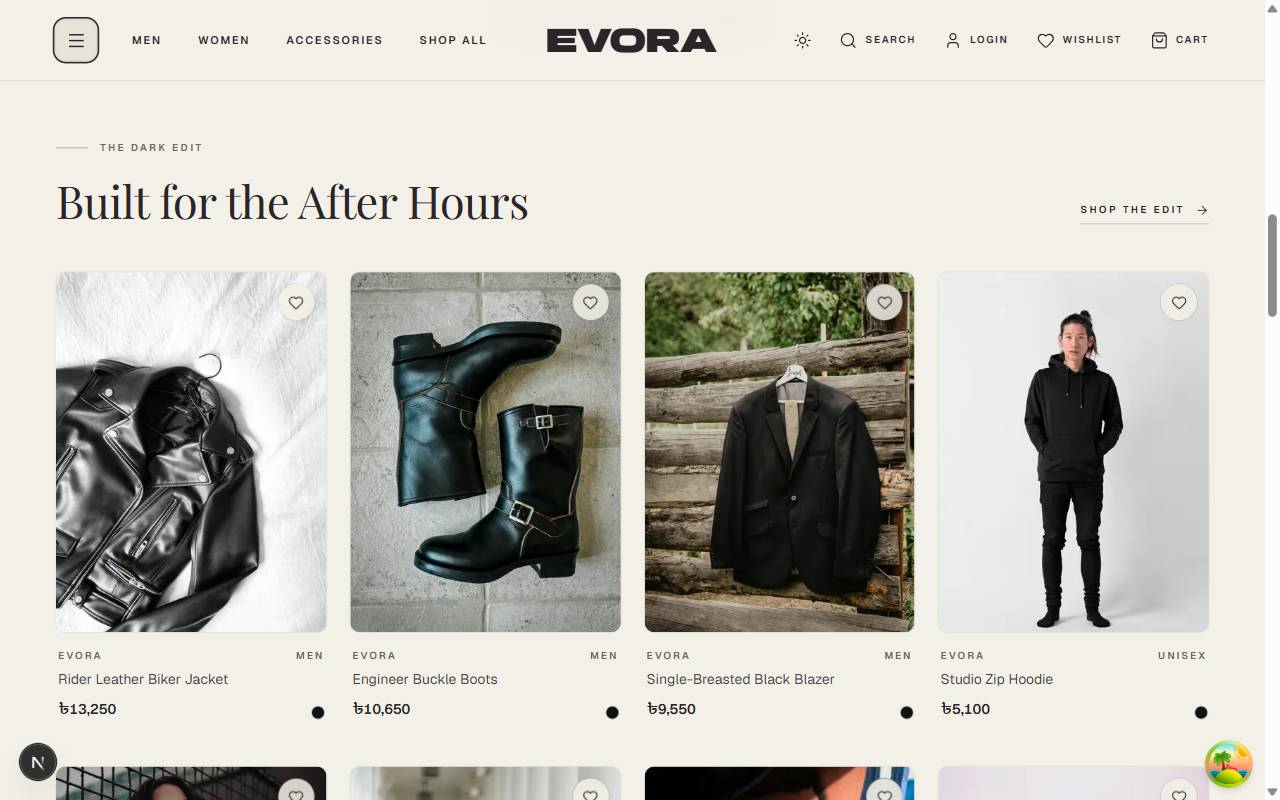 MEN WOMEN ACCESSORIES SHOP ALL EVORA SEARCH LOGIN WISHLIST CART
THE DARK EDIT
Built for the After Hours
SHOP THE EDIT →
EVORA MEN
Rider Leather Biker Jacket
৳13,250
EVORA MEN
Engineer Buckle Boots
৳10,650
EVORA MEN
Single-Breasted Black Blazer
৳9,550
EVORA UNISEX
Studio Zip Hoodie
৳5,100
N